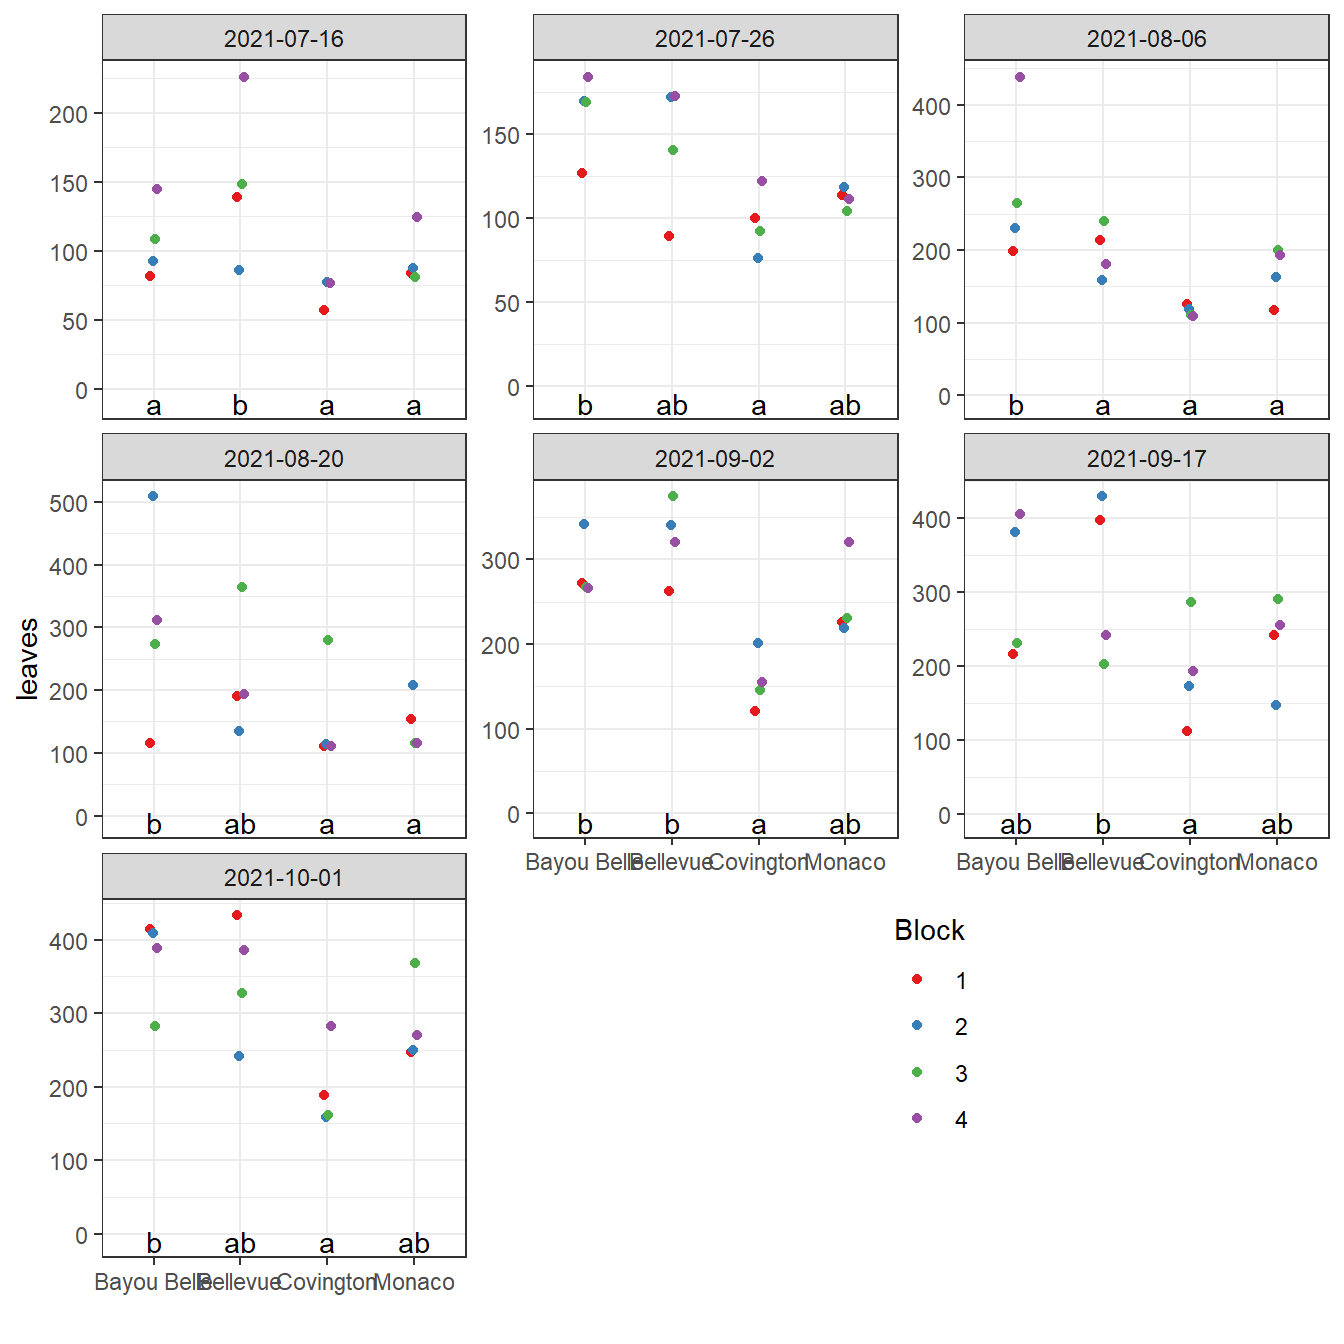 2021-07-16 2021-07-26 2021-08-06
200 150 400
150 100 300
100 50 200
50 0 100
0 0
a b a a b ab a ab b a a a
2021-08-20 2021-09-02 2021-09-17
500 300 400
400 200 300
300 100 200
200 0 100
100 0
0
b ab a a b b a ab ab b a ab
Bayou Belle Bellevue Covington Monaco Bayou Belle Bellevue Covington Monaco
leaves
2021-10-01
400
300
200
100
0
b ab a ab
Bayou Belle Bellevue Covington Monaco
Block
1
2
3
4